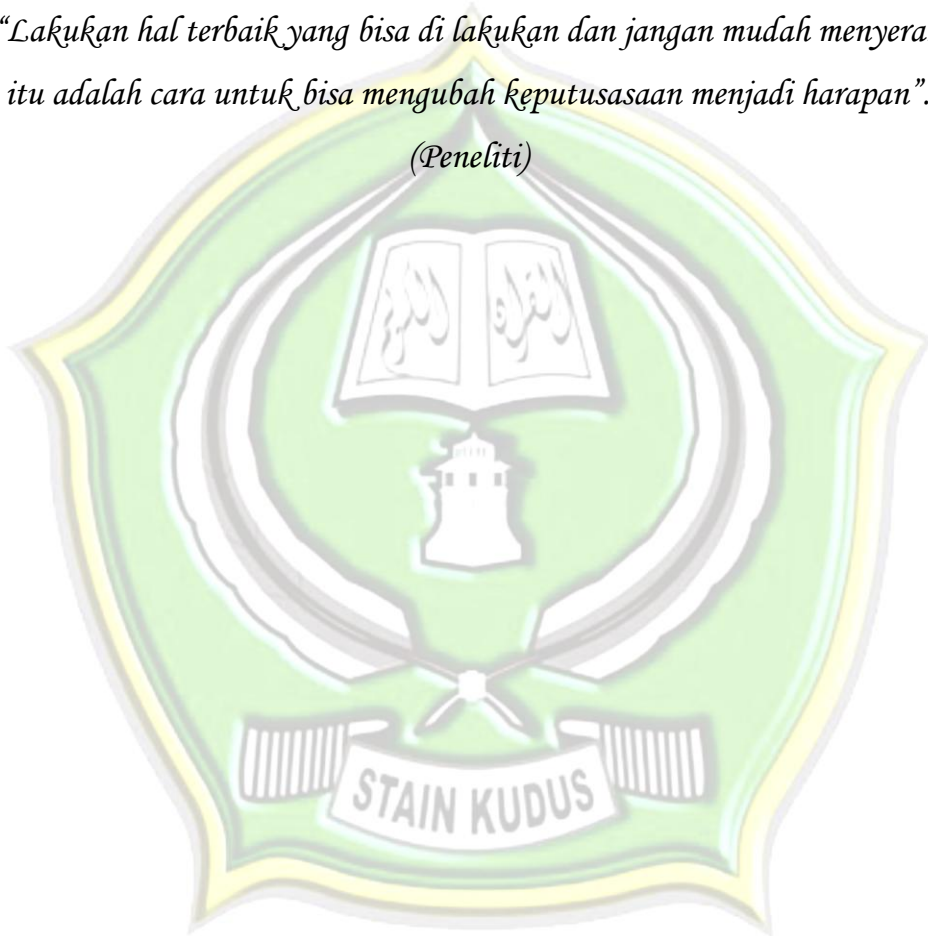 “Lakukan hal terbaik yang bisa di lakukan dan jangan mudah menyera
itu adalah cara untuk bisa mengubah keputusasaan menjadi harapan”.
(Peneliti)
STAIN KUDUS